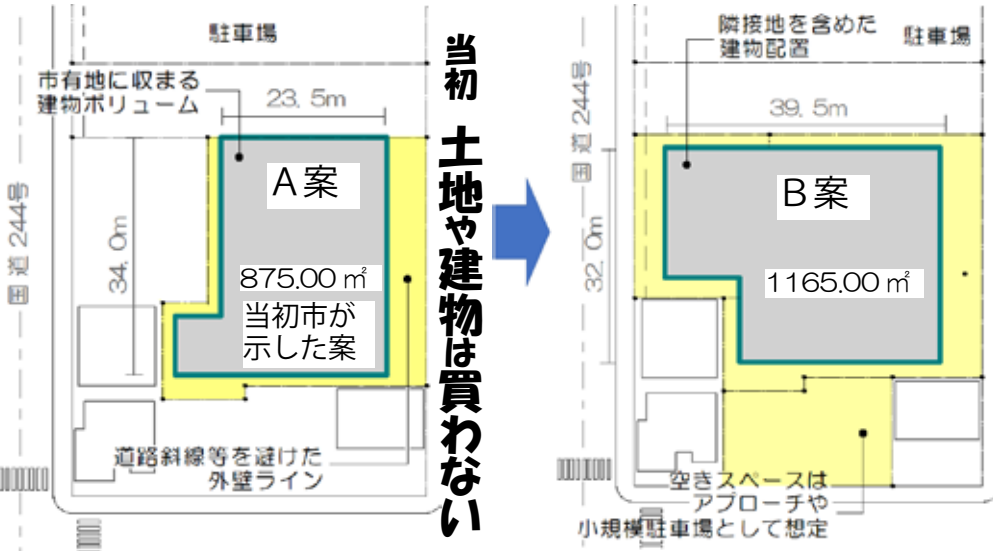 駐車場
市有地に収まる
建物ボリューム
23.5m
A案
34.0m
国道 244号
875.00㎡
当初市が
示した案
道路斜線等を避けた
外壁ライン
当初 土地や建物は買わない
隣接地を含めた
建物配置
駐車場
39.5m
国道 244号
B案
32.0m
1165.00㎡
空きスペースは
アプローチや
小規模駐車場として想定